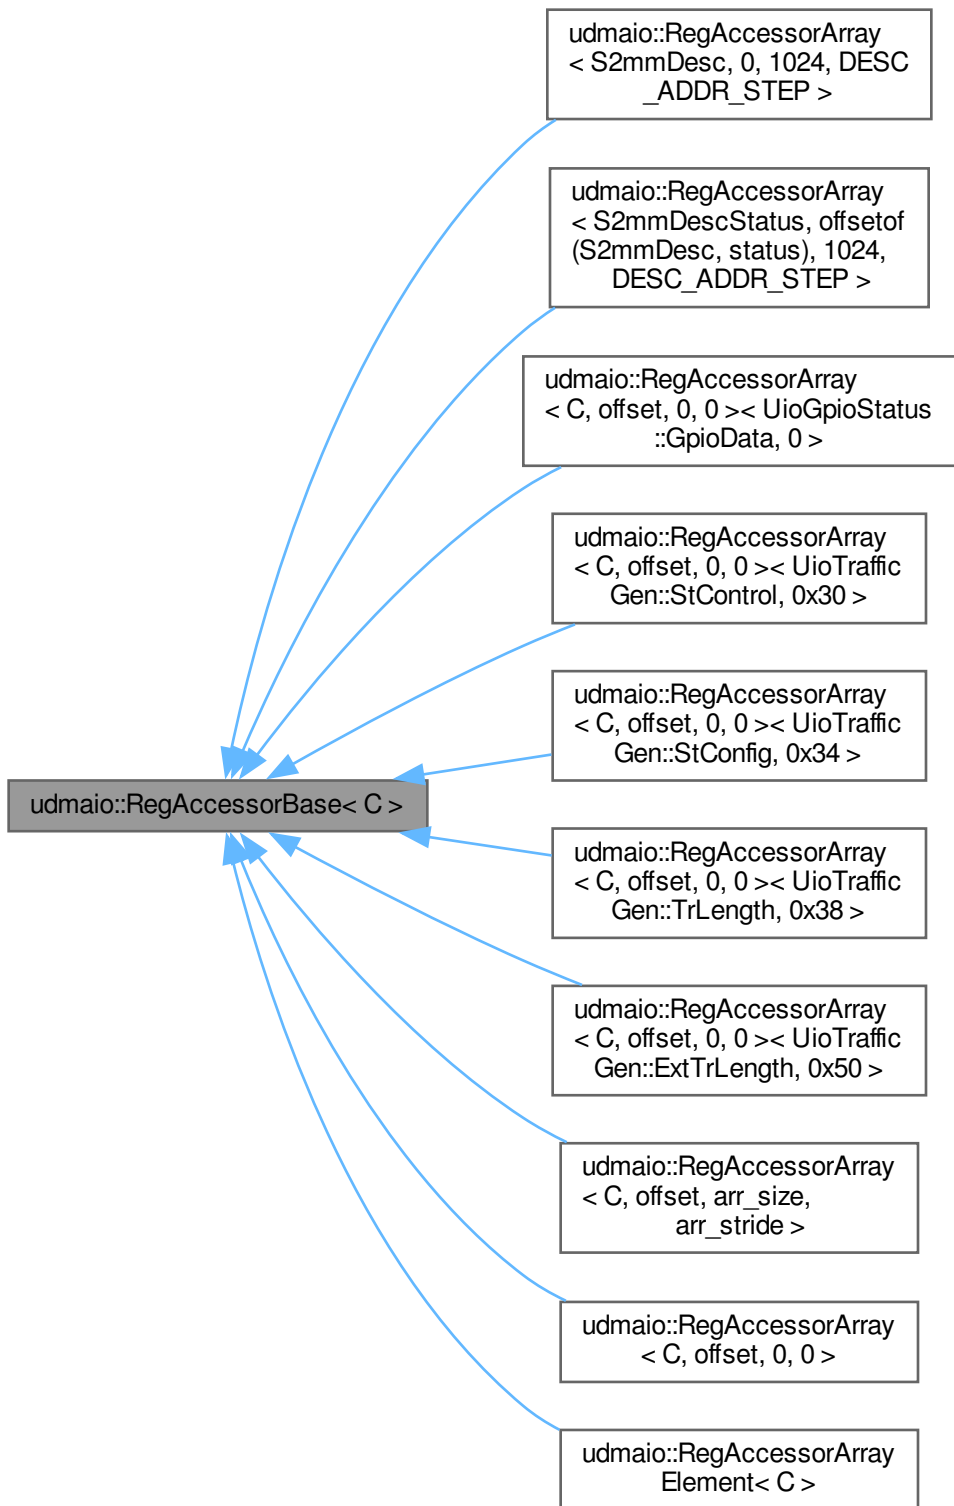 udmaio::RegAccessorArray
< S2mmDesc, 0, 1024, DESC
_ADDR_STEP >
udmaio::RegAccessorArray
< S2mmDescStatus, offsetof
(S2mmDesc, status), 1024,
DESC_ADDR_STEP >
udmaio::RegAccessorArray
< C, offset, 0, 0 >< UioGpioStatus
::GpioData, 0 >
udmaio::RegAccessorArray
< C, offset, 0, 0 >< UioTraffic
Gen::StControl, 0x30 >
udmaio::RegAccessorArray
< C, offset, 0, 0 >< UioTraffic
Gen::StConfig, 0x34 >
udmaio::RegAccessorBase< C >
udmaio::RegAccessorArray
< C, offset, 0, 0 >< UioTraffic
Gen::TrLength, 0x38 >
udmaio::RegAccessorArray
< C, offset, 0, 0 >< UioTraffic
Gen::ExtTrLength, 0x50 >
udmaio::RegAccessorArray
< C, offset, arr_size,
arr_stride >
udmaio::RegAccessorArray
< C, offset, 0, 0 >
udmaio::RegAccessorArray
Element< C >